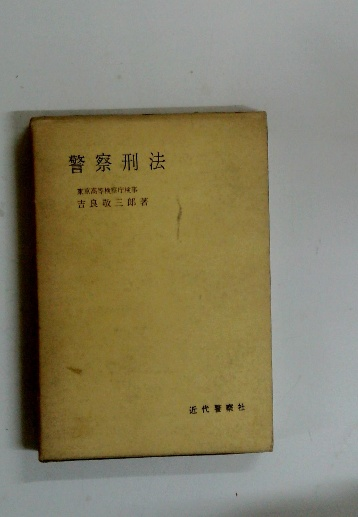 警察刑法
東京高等検察庁検事
吉良敬三郎著
近代警察社